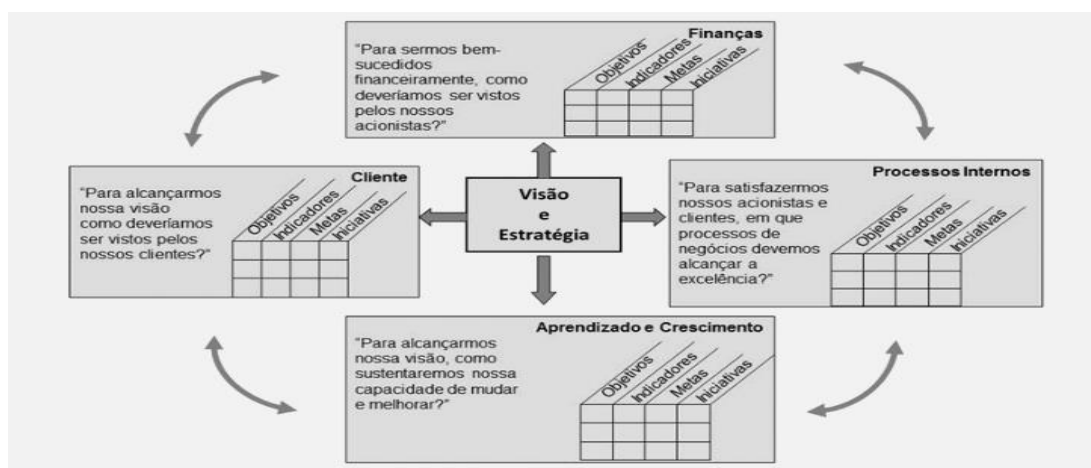 Finanças
"Para sermos bem-
sucedidos
financeiramente, como
deveríamos ser vistos
pelos nossos
acionistas?"
Objetivos
Indicadores
Metas
Iniciativas
Cliente
"Para alcançarmos
nossa visão
como deveríamos
ser vistos pelos
nossos clientes?"
Objetivos
Indicadores
Metas
Iniciativas
Visão
e
Estratégia
Processos Internos
"Para satisfazermos
nossos acionistas e
clientes, em que
processos de
negócios devemos
alcançar a
excelência?"
Objetivos
Indicadores
Metas
Iniciativas
Aprendizado e Crescimento
"Para alcançarmos
nossa visão, como
sustentaremos nossa
capacidade de mudar
e melhorar?"
Objetivos
Indicadores
Metas
Iniciativas